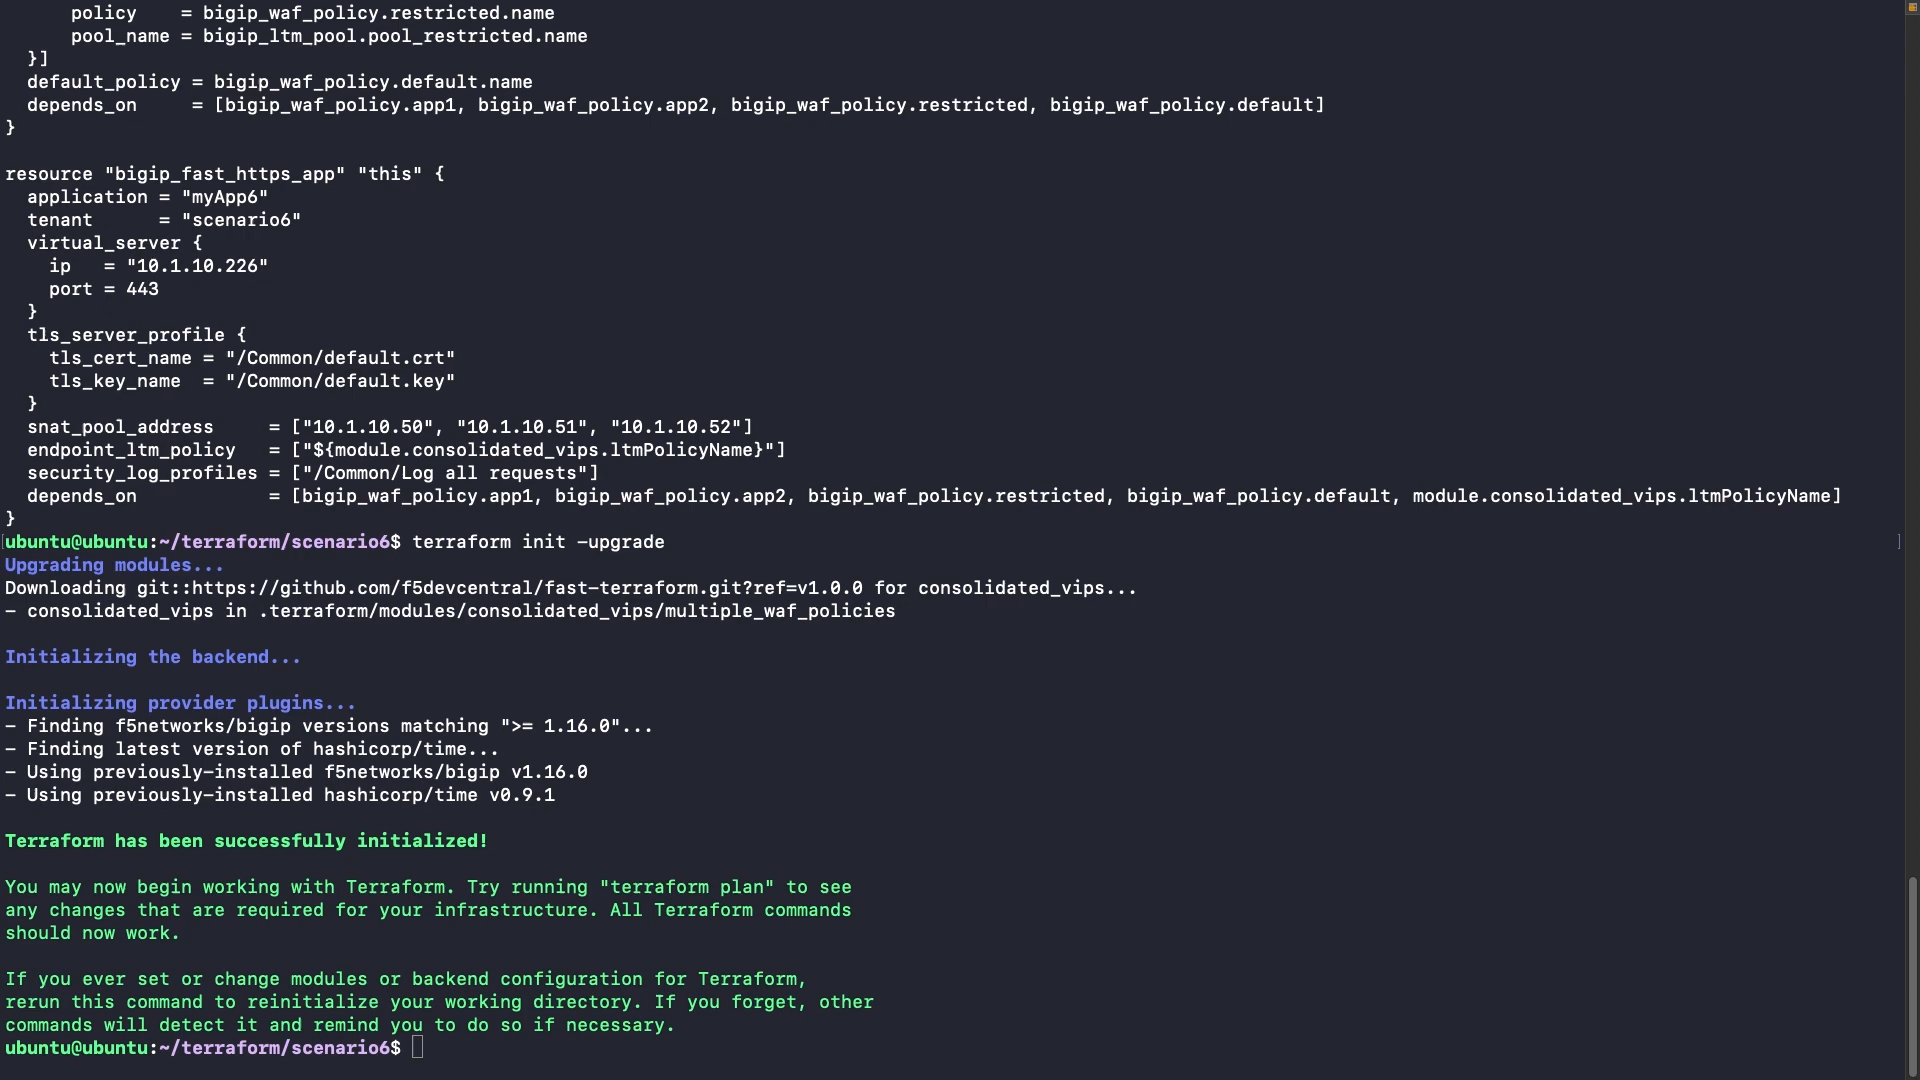 policy    = bigip_waf_policy.restricted.name
pool_name = bigip_ltm_pool.pool_restricted.name
}]
default_policy = bigip_waf_policy.default.name
depends_on     = [bigip_waf_policy.app1, bigip_waf_policy.app2, bigip_waf_policy.restricted, bigip_waf_policy.default]
}
resource "bigip_fast_https_app" "this" {
application = "myApp6"
tenant      = "scenario6"
virtual_server {
ip   = "10.1.10.226"
port = 443
}
tls_server_profile {
tls_cert_name = "/Common/default.crt"
tls_key_name  = "/Common/default.key"
}
snat_pool_address     = ["10.1.10.50", "10.1.10.51", "10.1.10.52"]
endpoint_ltm_policy   = ["${module.consolidated_vips.ltmPolicyName}"]
security_log_profiles = ["/Common/Log all requests"]
depends_on            = [bigip_waf_policy.app1, bigip_waf_policy.app2, bigip_waf_policy.restricted, bigip_waf_policy.default, module.consolidated_vips.ltmPolicyName]
}
ubuntu@ubuntu:~/terraform/scenario6$ terraform init -upgrade
Upgrading modules...
Downloading git::https://github.com/f5devcentral/fast-terraform.git?ref=v1.0.0 for consolidated_vips...
- consolidated_vips in .terraform/modules/consolidated_vips/multiple_waf_policies
Initializing the backend...
Initializing provider plugins...
- Finding f5networks/bigip versions matching ">= 1.16.0"...
- Finding latest version of hashicorp/time...
- Using previously-installed f5networks/bigip v1.16.0
- Using previously-installed hashicorp/time v0.9.1
Terraform has been successfully initialized!
You may now begin working with Terraform. Try running "terraform plan" to see
any changes that are required for your infrastructure. All Terraform commands
should now work.
If you ever set or change modules or backend configuration for Terraform,
rerun this command to reinitialize your working directory. If you forget, other
commands will detect it and remind you to do so if necessary.
ubuntu@ubuntu:~/terraform/scenario6$